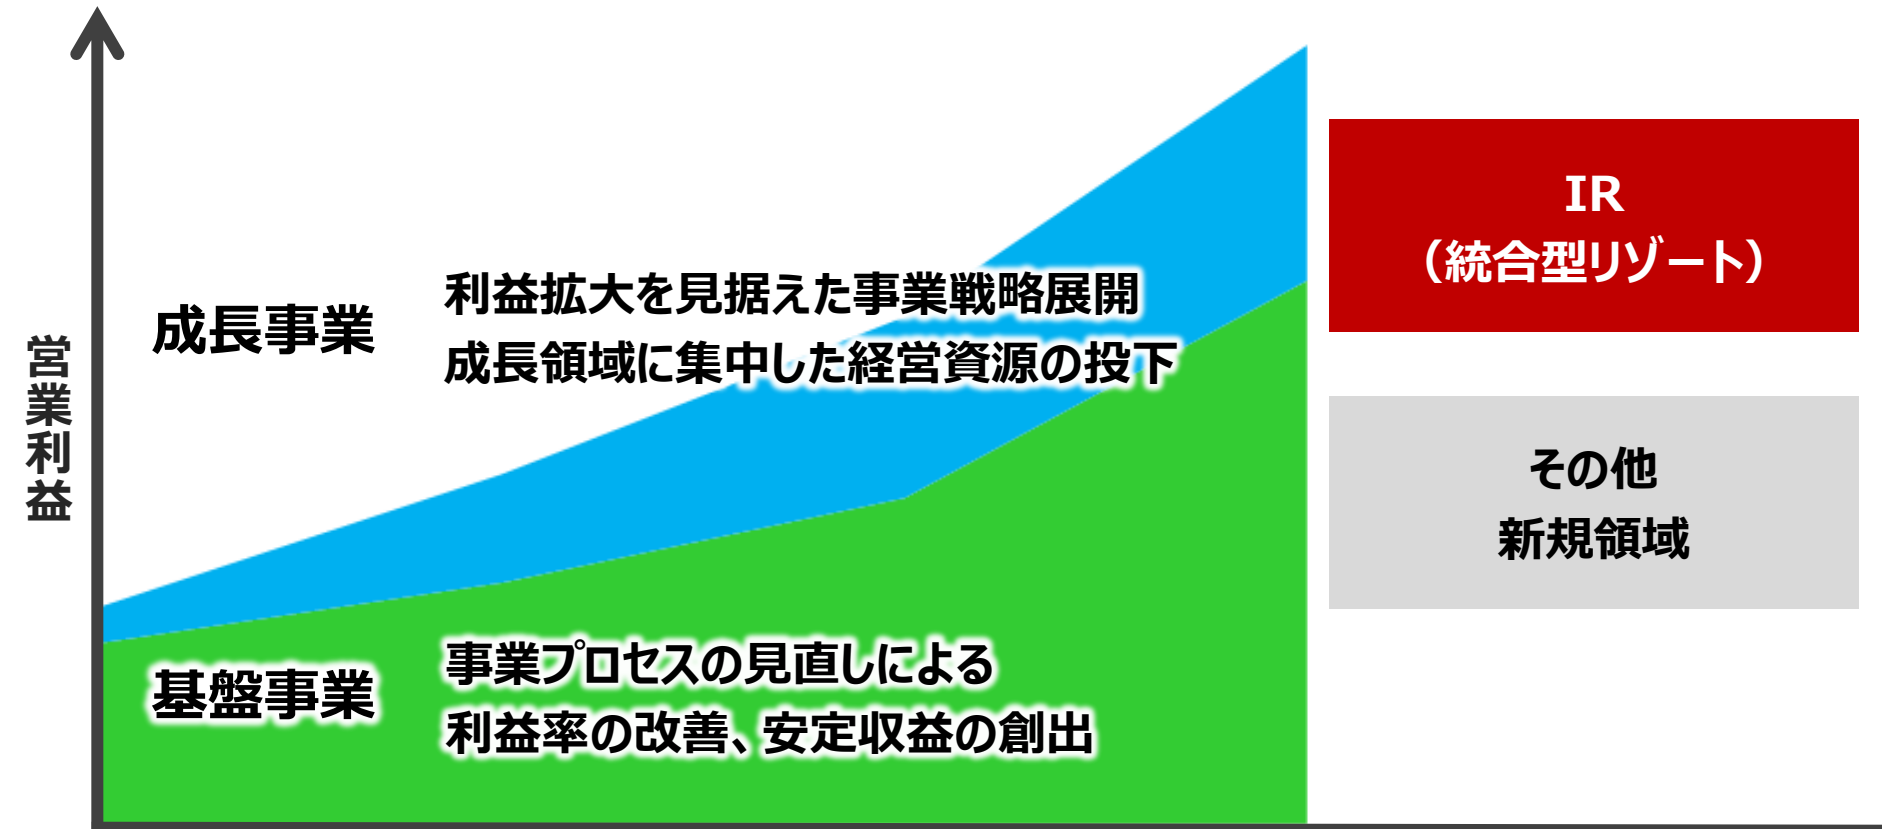 営業利益
成長事業
利益拡大を見据えた事業戦略展開
成長領域に集中した経営資源の投下
基盤事業
事業プロセスの見直しによる
利益率の改善、安定収益の創出
IR
（統合型リゾート）
その他
新規領域